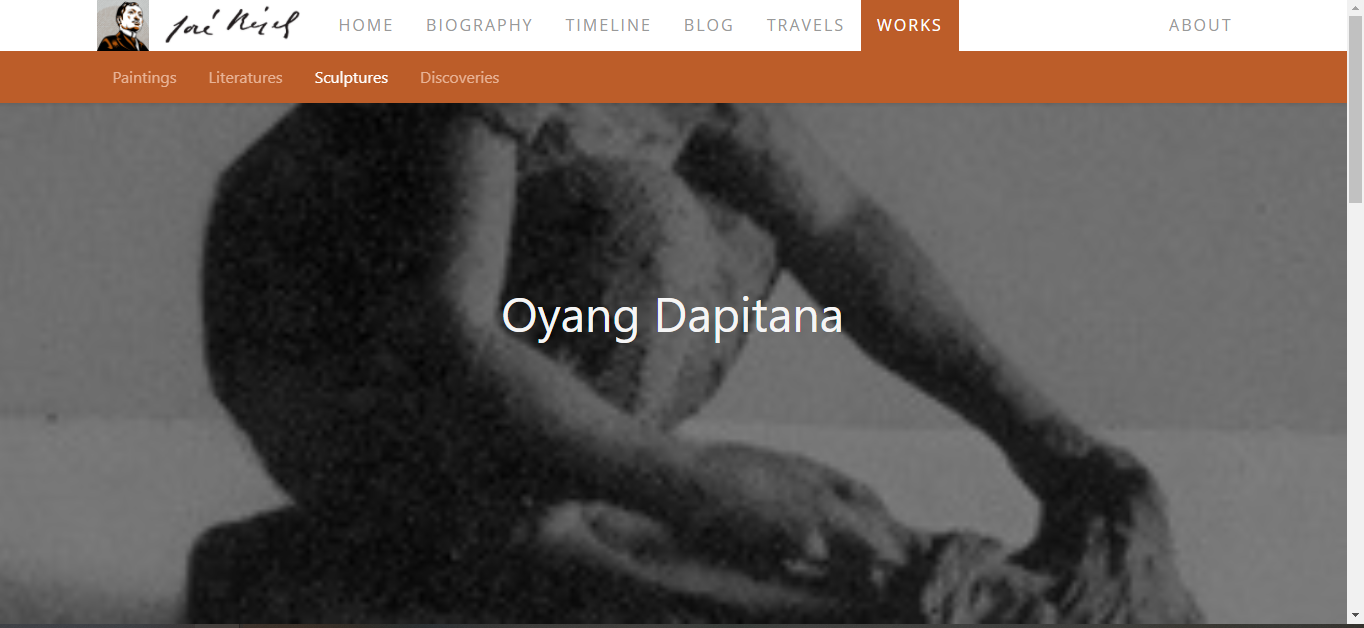 José Rizal HOME BIOGRAPHY TIMELINE BLOG TRAVELS WORKS ABOUT
Paintings Literatures Sculptures Discoveries
Oyang Dapitana